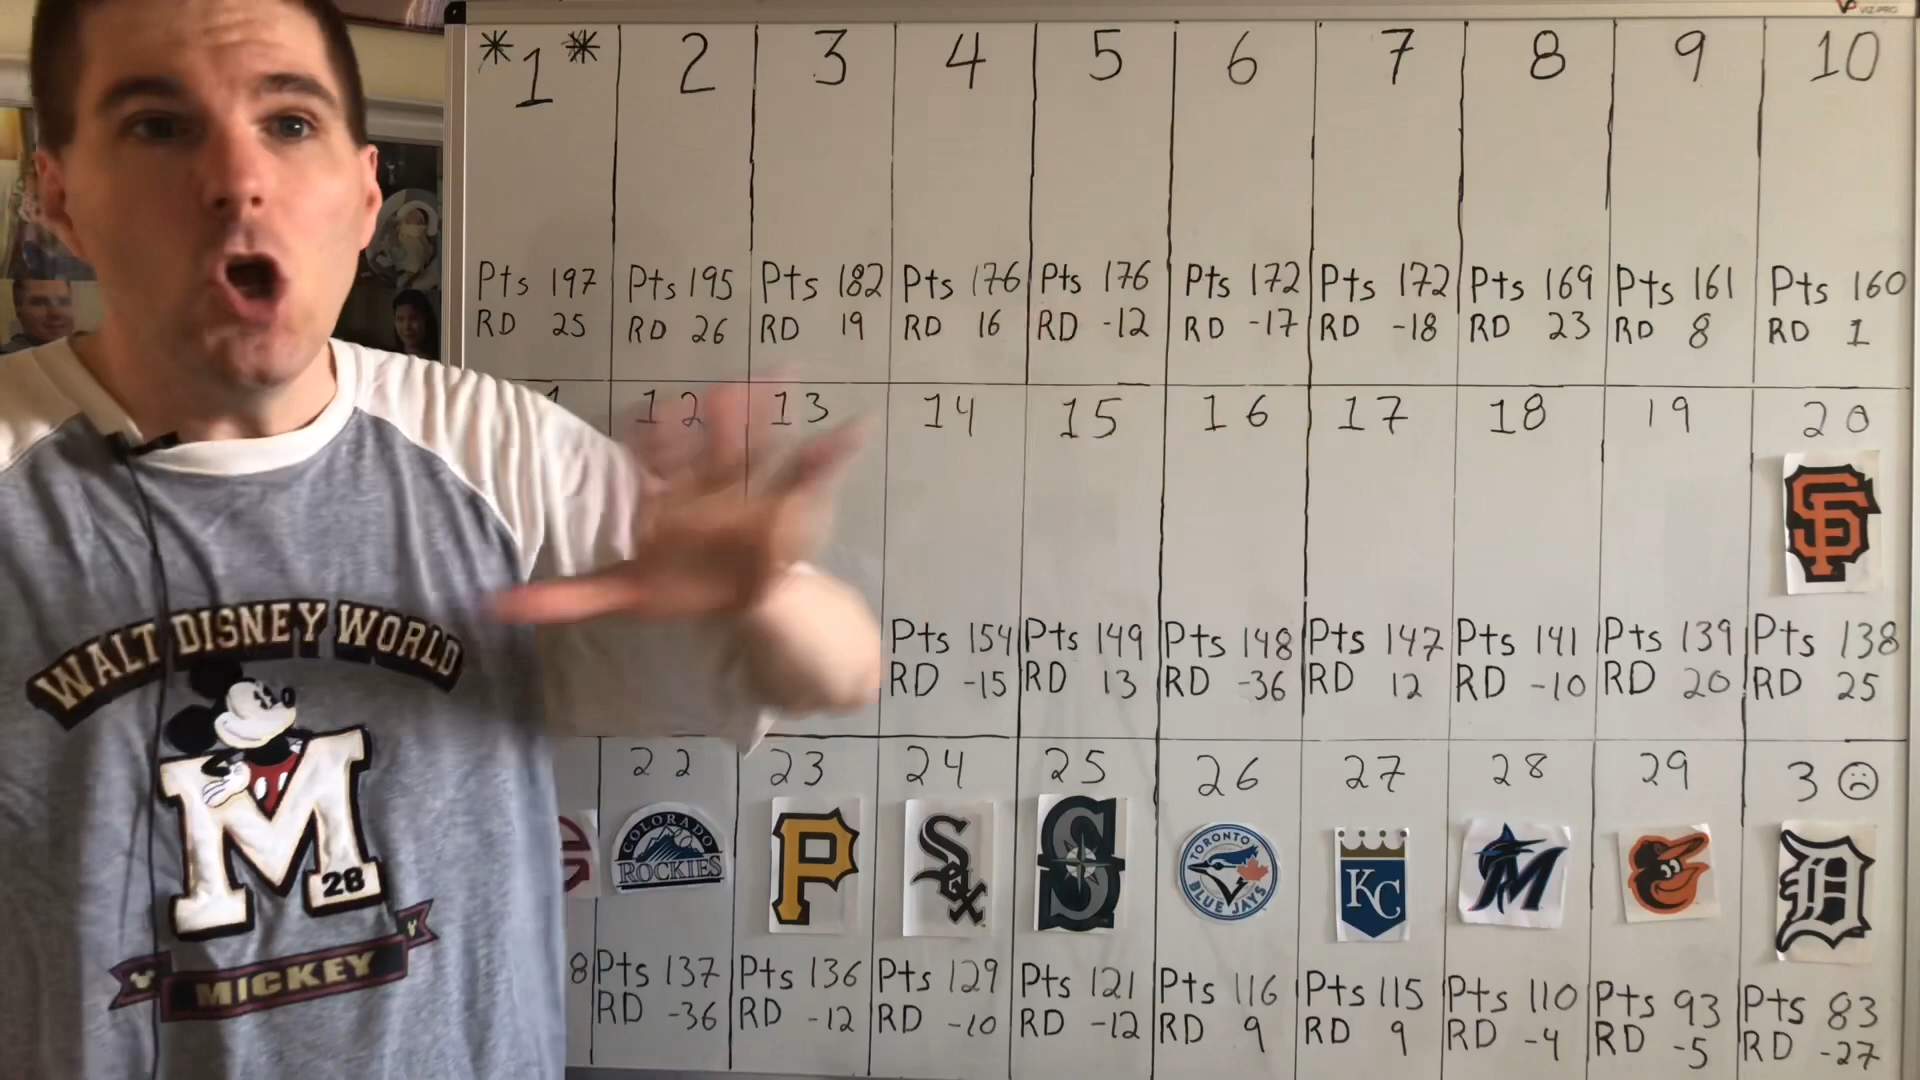 VIZ-PRO
*1* 2 3 4 5 6 7 8 9 10
Pts 197 Pts 195 Pts 182 Pts 176 Pts 176 Pts 172 Pts 172 Pts 169 Pts 161 Pts 160
RD 25 RD 26 RD 19 RD 16 RD -12 RD -17 RD -18 RD 23 RD 8 RD 1
12 13 14 15 16 17 18 19 20
SF
Pts 154 Pts 149 Pts 148 Pts 147 Pts 141 Pts 139 Pts 138
RD -15 RD 13 RD -36 RD 12 RD -10 RD 20 RD 25
22 23 24 25 26 27 28 29 3
COLORADO
ROCKIES
P
Sox
S
TORONTO
BLUE JAYS
KC
M
D
8 Pts 137 Pts 136 Pts 129 Pts 121 Pts 116 Pts 115 Pts 110 Pts 93 Pts 83
RD -36 RD -12 RD -10 RD -12 RD 9 RD 9 RD -4 RD -5 RD -27
WALT DISNEY WORLD
M
28
MICKEY